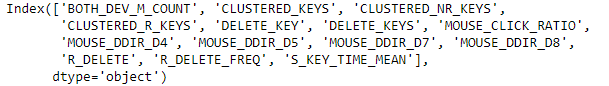 Index(['BOTH_DEV_M_COUNT', 'CLUSTERED_KEYS', 'CLUSTERED_NR_KEYS',
'CLUSTERED_R_KEYS', 'DELETE_KEY', 'DELETE_KEYS', 'MOUSE_CLICK_RATIO',
'MOUSE_DDIR_D4', 'MOUSE_DDIR_D5', 'MOUSE_DDIR_D7', 'MOUSE_DDIR_D8',
'R_DELETE', 'R_DELETE_FREQ', 'S_KEY_TIME_MEAN'],
dtype='object')